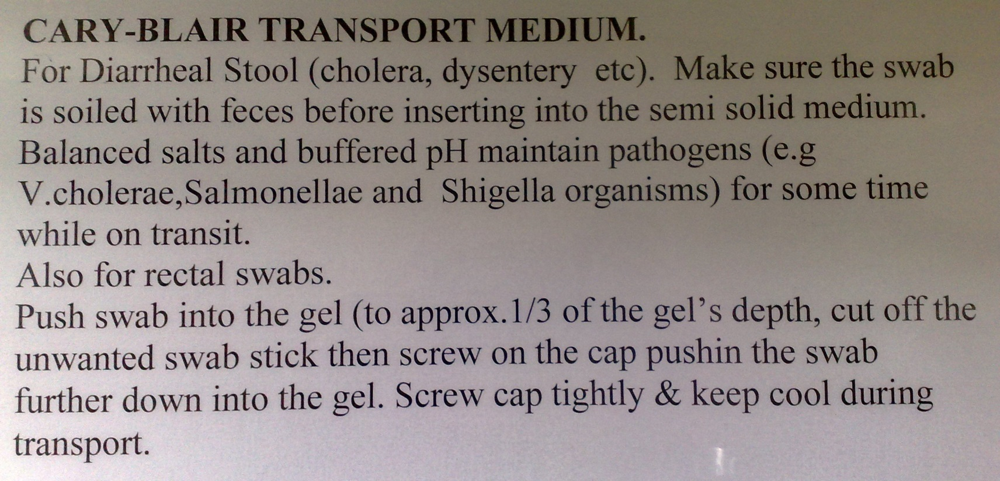 CARY-BLAIR TRANSPORT MEDIUM.
For Diarrheal Stool (cholera, dysentery  etc).  Make sure the swab
is soiled with feces before inserting into the semi solid medium.
Balanced salts and buffered pH maintain pathogens (e.g
V.cholerae,Salmonellae and  Shigella organisms) for some time
while on transit.
Also for rectal swabs.
Push swab into the gel (to approx.1/3 of the gel’s depth, cut off the
unwanted swab stick then screw on the cap pushin the swab
further down into the gel. Screw cap tightly & keep cool during
transport.